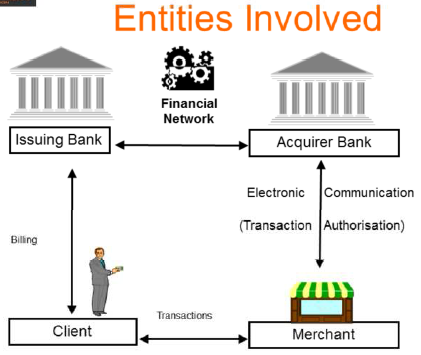 Entities Involved
Financial
Network
Issuing Bank
Acquirer Bank
Electronic Communication
(Transaction Authorisation)
Billing
Transactions
Client
Merchant